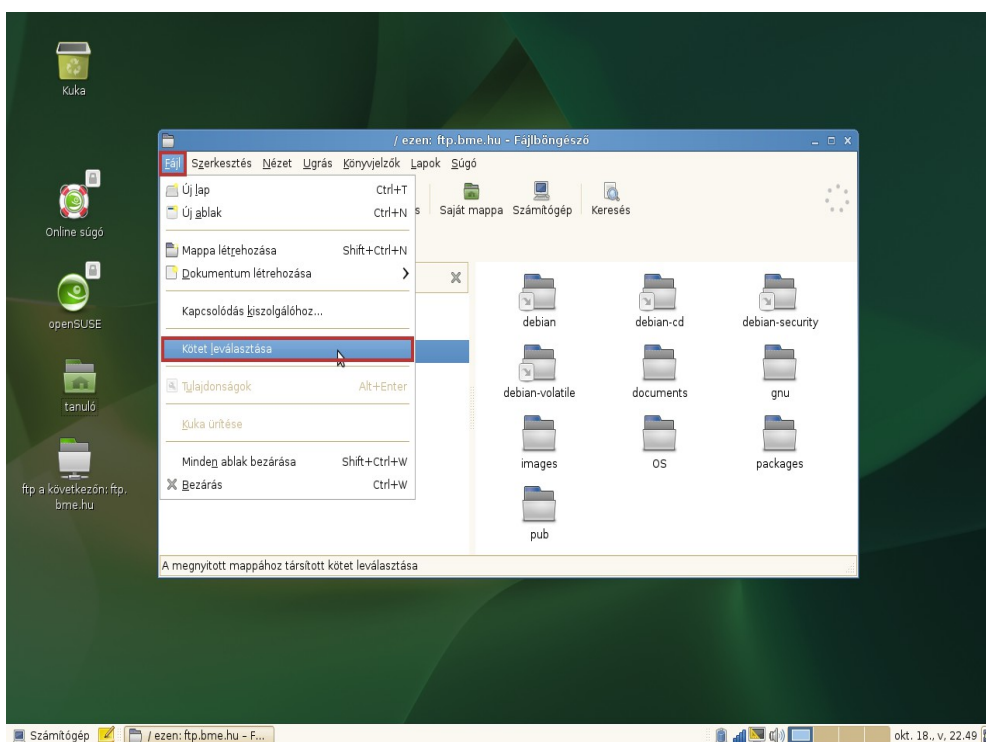 Kuka
Online súgó
openSUSE
tanuló
ftp a következőn: ftp.
bme.hu
/ ezen: ftp.bme.hu - Fájlböngésző
Fájl Szerkesztés Nézet Ugrás Könyvjelzők Lapok Súgó
Új lap Ctrl+T
Új ablak Ctrl+N
Mappa létrehozása Shift+Ctrl+N
Dokumentum létrehozása
Kapcsolódás kiszolgálóhoz...
Kötet leválasztása
Tulajdonságok Alt+Enter
Kuka ürítése
Minden ablak bezárása Shift+Ctrl+W
Bezárás Ctrl+W
s Saját mappa Számítógép Keresés
debian debian-cd debian-security
debian-volatile documents gnu
images OS packages
pub
A megnyitott mappához társított kötet leválasztása
Számítógép / ezen: ftp.bme.hu - F... okt. 18., v, 22.49